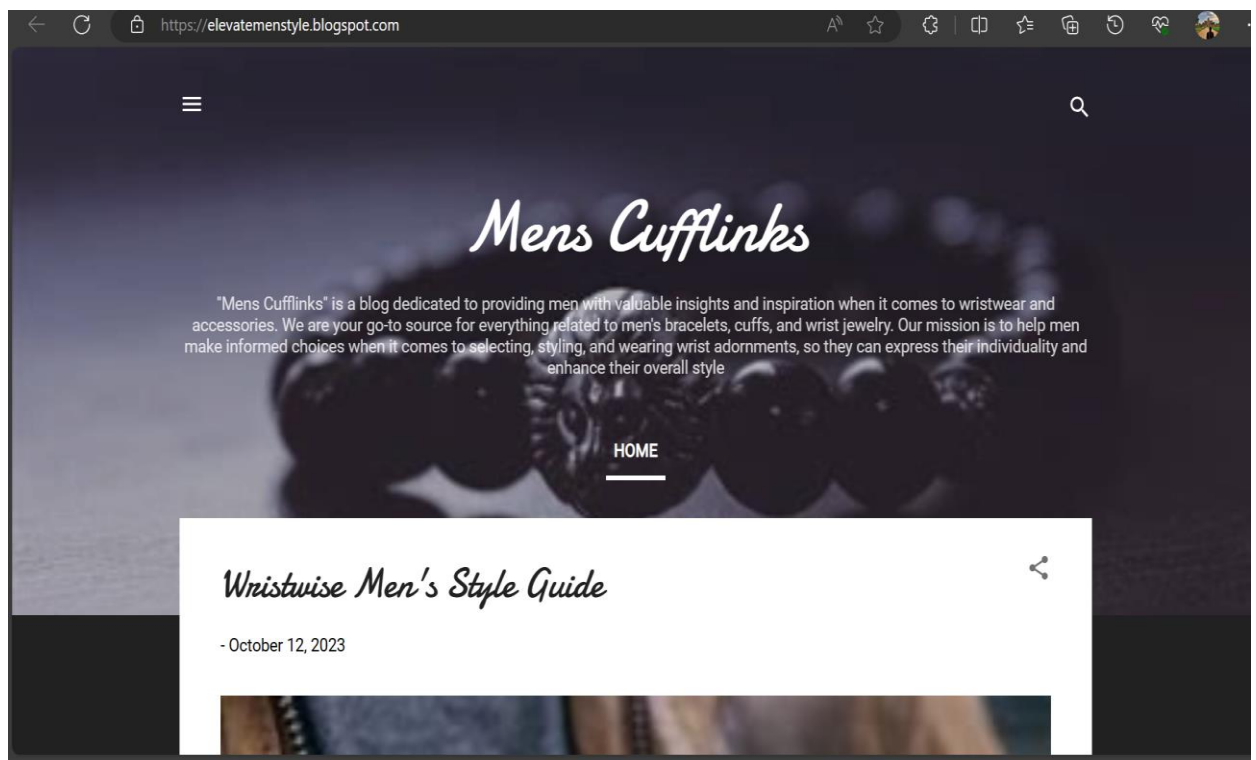 https://elevatemenstyle.blogspot.com
Mens Cufflinks
"Mens Cufflinks" is a blog dedicated to providing men with valuable insights and inspiration when it comes to wristwear and
accessories. We are your go-to source for everything related to men's bracelets, cuffs, and wrist jewelry. Our mission is to help men
make informed choices when it comes to selecting, styling, and wearing wrist adornments, so they can express their individuality and
enhance their overall style
HOME
Wristwise Men's Style Guide
- October 12, 2023